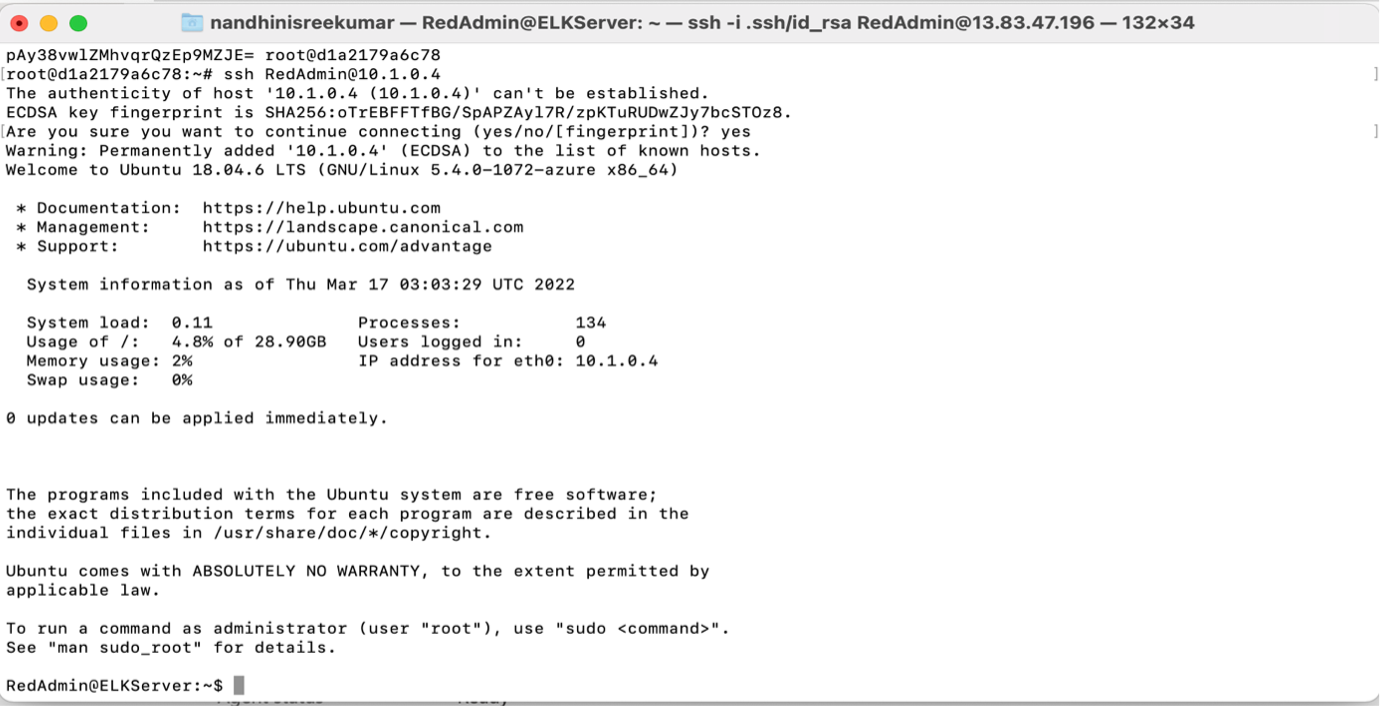 nandhinisreekumar — RedAdmin@ELKServer: ~ — ssh -i .ssh/id_rsa RedAdmin@13.83.47.196 — 132×34
pAy38vwlZMhvqrQzEp9MZJE= root@d1a2179a6c78
[root@d1a2179a6c78:~# ssh RedAdmin@10.1.0.4 ]
The authenticity of host '10.1.0.4 (10.1.0.4)' can't be established.
ECDSA key fingerprint is SHA256:oTrEBFFTfBG/SpAPZAyl7R/zpKTuRUDwZJy7bcSTOz8.
[Are you sure you want to continue connecting (yes/no/[fingerprint])? yes ]
Warning: Permanently added '10.1.0.4' (ECDSA) to the list of known hosts.
Welcome to Ubuntu 18.04.6 LTS (GNU/Linux 5.4.0-1072-azure x86_64)
* Documentation: https://help.ubuntu.com
* Management: https://landscape.canonical.com
* Support: https://ubuntu.com/advantage
System information as of Thu Mar 17 03:03:29 UTC 2022
System load: 0.11 Processes: 134
Usage of /: 4.8% of 28.90GB Users logged in: 0
Memory usage: 2% IP address for eth0: 10.1.0.4
Swap usage: 0%
0 updates can be applied immediately.
The programs included with the Ubuntu system are free software;
the exact distribution terms for each program are described in the
individual files in /usr/share/doc/*/copyright.
Ubuntu comes with ABSOLUTELY NO WARRANTY, to the extent permitted by
applicable law.
To run a command as administrator (user "root"), use "sudo <command>".
See "man sudo_root" for details.
RedAdmin@ELKServer:~$